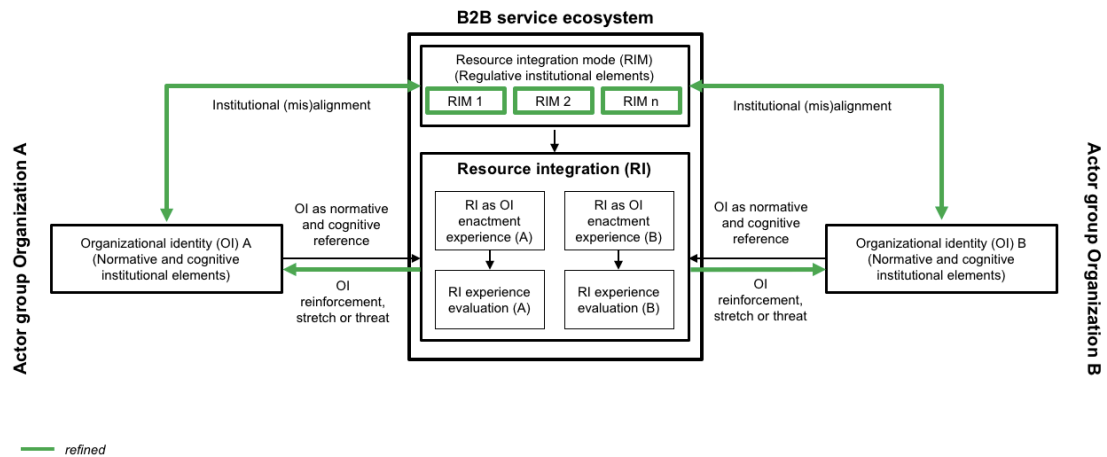 B2B service ecosystem
Resource integration mode (RIM)
(Regulative institutional elements)
RIM 1
RIM 2
RIM n
Institutional (mis)alignment
Institutional (mis)alignment
Actor group Organization A
Actor group Organization B
Resource integration (RI)
RI as OI
enactment
experience (A)
RI as OI
enactment
experience (B)
OI as normative
and cognitive
reference
OI as normative
and cognitive
reference
Organizational identity (OI) A
(Normative and cognitive
institutional elements)
Organizational identity (OI) B
(Normative and cognitive
institutional elements)
RI experience
evaluation (A)
RI experience
evaluation (B)
OI
reinforcement,
stretch or threat
OI
reinforcement,
stretch or threat
refined